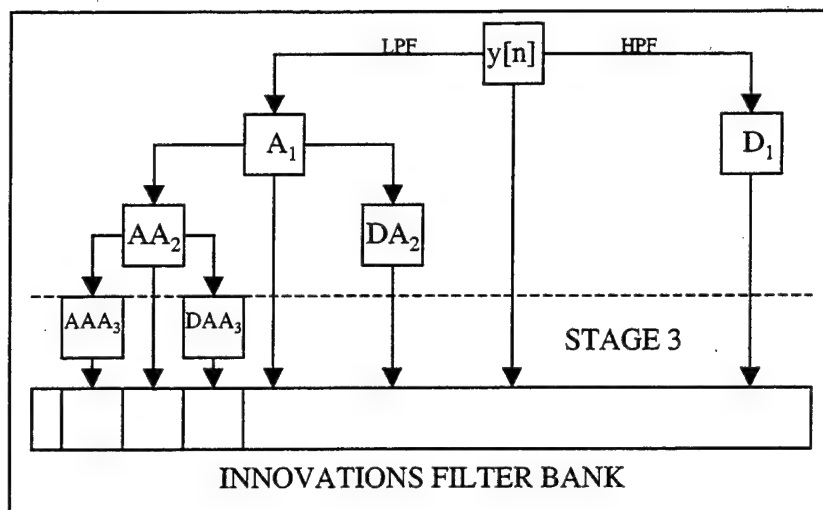 LPF y[n] HPF
A₁ D₁
AA₂ DA₂
AAA₃ DAA₃ STAGE 3
INNOVATIONS FILTER BANK